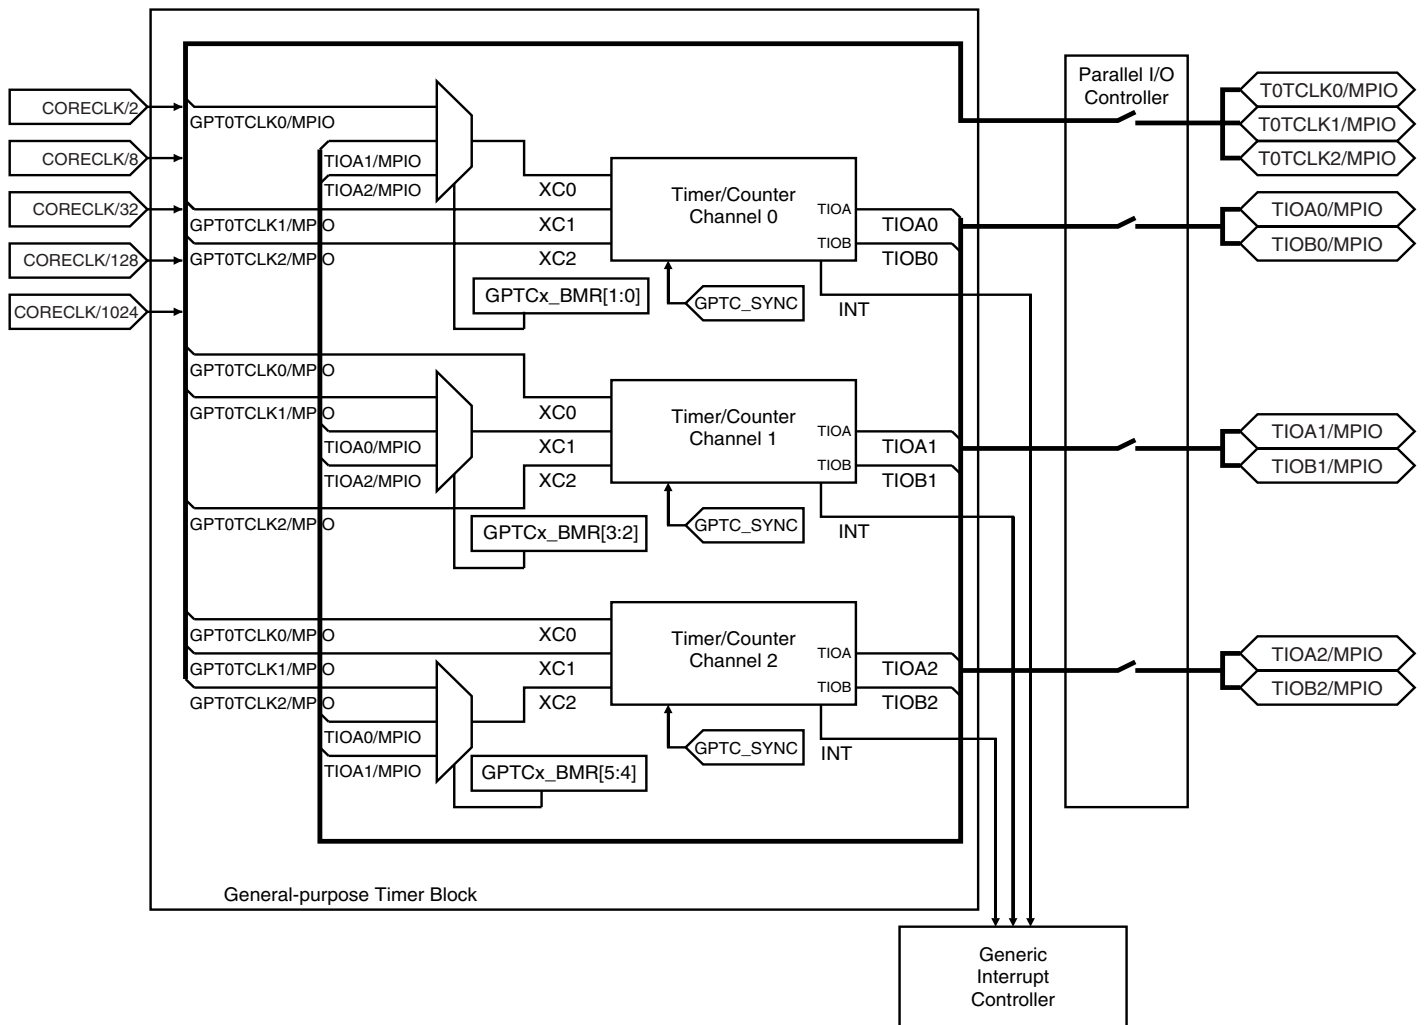 CORECLK/2
CORECLK/8
CORECLK/32
CORECLK/128
CORECLK/1024
GPT0TCLK0/MPIO
TIOA1/MPIO
TIOA2/MPIO
GPT0TCLK1/MPIO
GPT0TCLK2/MPIO
XC0
XC1
XC2
Timer/Counter
Channel 0
TIOA
TIOB
TIOA0
TIOB0
GPTCx_BMR[1:0]
GPTC_SYNC
INT
GPT0TCLK0/MPIO
GPT0TCLK1/MPIO
TIOA0/MPIO
TIOA2/MPIO
GPT0TCLK2/MPIO
XC0
XC1
XC2
Timer/Counter
Channel 1
TIOA
TIOB
TIOA1
TIOB1
GPTCx_BMR[3:2]
GPTC_SYNC
INT
GPT0TCLK0/MPIO
GPT0TCLK1/MPIO
GPT0TCLK2/MPIO
TIOA0/MPIO
TIOA1/MPIO
XC0
XC1
XC2
Timer/Counter
Channel 2
TIOA
TIOB
TIOA2
TIOB2
GPTCx_BMR[5:4]
GPTC_SYNC
INT
General-purpose Timer Block
Parallel I/O
Controller
T0TCLK0/MPIO
T0TCLK1/MPIO
T0TCLK2/MPIO
TIOA0/MPIO
TIOB0/MPIO
TIOA1/MPIO
TIOB1/MPIO
TIOA2/MPIO
TIOB2/MPIO
Generic
Interrupt
Controller